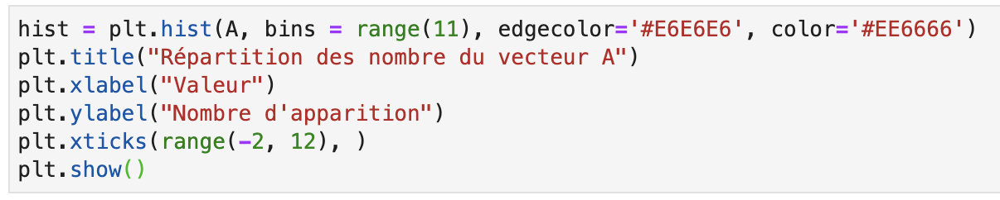 hist = plt.hist(A, bins = range(11), edgecolor='#E6E6E6', color='#EE6666')
plt.title("Répartition des nombre du vecteur A")
plt.xlabel("Valeur")
plt.ylabel("Nombre d'apparition")
plt.xticks(range(-2, 12), )
plt.show()